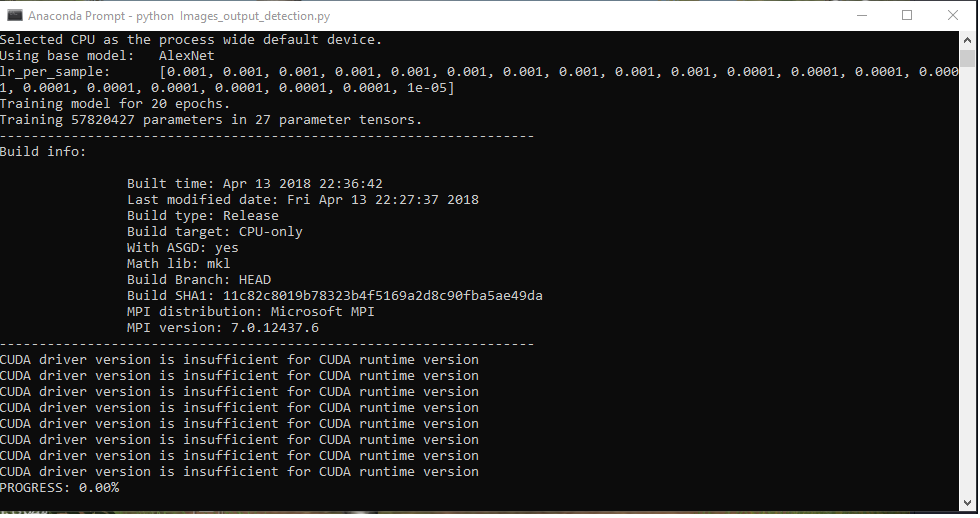 Anaconda Prompt - python Images_output_detection.py
Selected CPU as the process wide default device.
Using base model:   AlexNet
lr_per_sample:      [0.001, 0.001, 0.001, 0.001, 0.001, 0.001, 0.001, 0.001, 0.001, 0.001, 0.0001, 0.0001, 0.0001, 0.000
1, 0.0001, 0.0001, 0.0001, 0.0001, 0.0001, 0.0001, 1e-05]
Training model for 20 epochs.
Training 57820427 parameters in 27 parameter tensors.
-------------------------------------------------------------------
Build info:
Built time: Apr 13 2018 22:36:42
Last modified date: Fri Apr 13 22:27:37 2018
Build type: Release
Build target: CPU-only
With ASGD: yes
Math lib: mkl
Build Branch: HEAD
Build SHA1: 11c82c8019b78323b4f5169a2d8c90fba5ae49da
MPI distribution: Microsoft MPI
MPI version: 7.0.12437.6
-------------------------------------------------------------------
CUDA driver version is insufficient for CUDA runtime version
CUDA driver version is insufficient for CUDA runtime version
CUDA driver version is insufficient for CUDA runtime version
CUDA driver version is insufficient for CUDA runtime version
CUDA driver version is insufficient for CUDA runtime version
CUDA driver version is insufficient for CUDA runtime version
CUDA driver version is insufficient for CUDA runtime version
CUDA driver version is insufficient for CUDA runtime version
PROGRESS: 0.00%